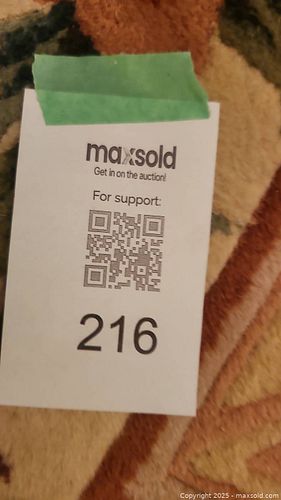 maxsold
Get in on the auction!
For support:
216
Copyright 2025 - maxsold.com